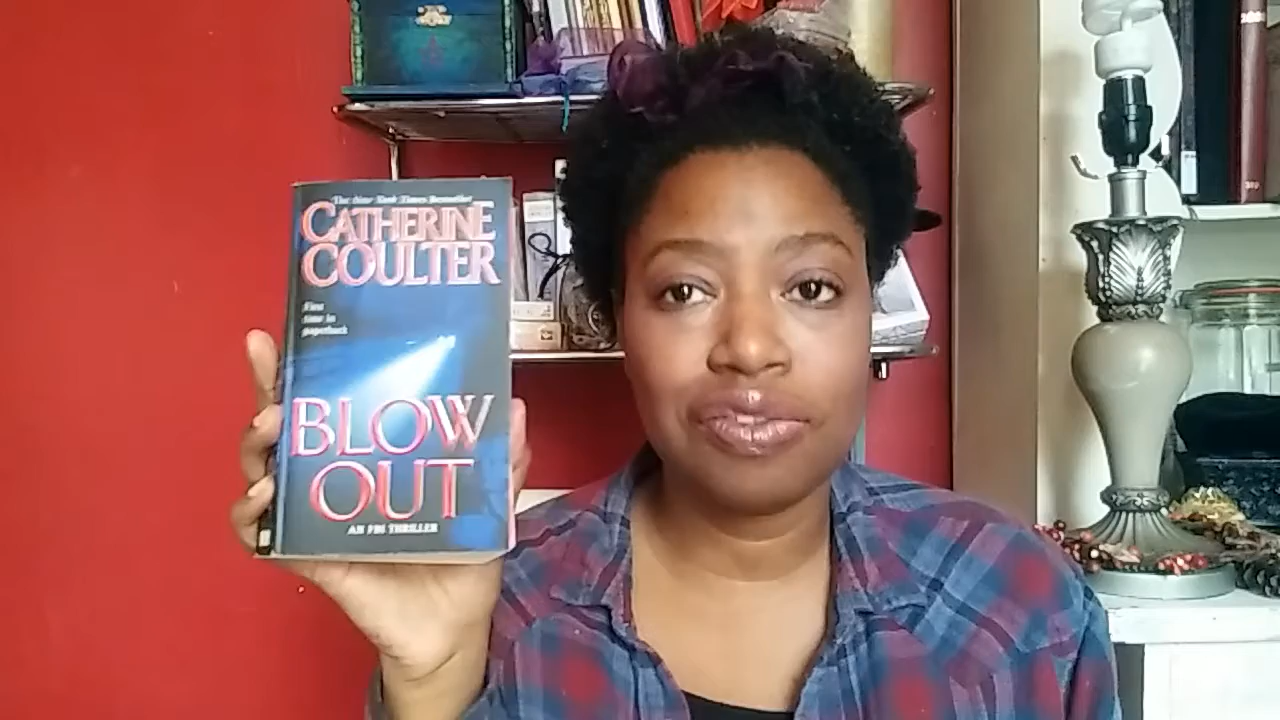 The New York Times Bestseller
CATHERINE
COULTER
First
time in
paperback
BLOW
OUT
AN FBI THRILLER